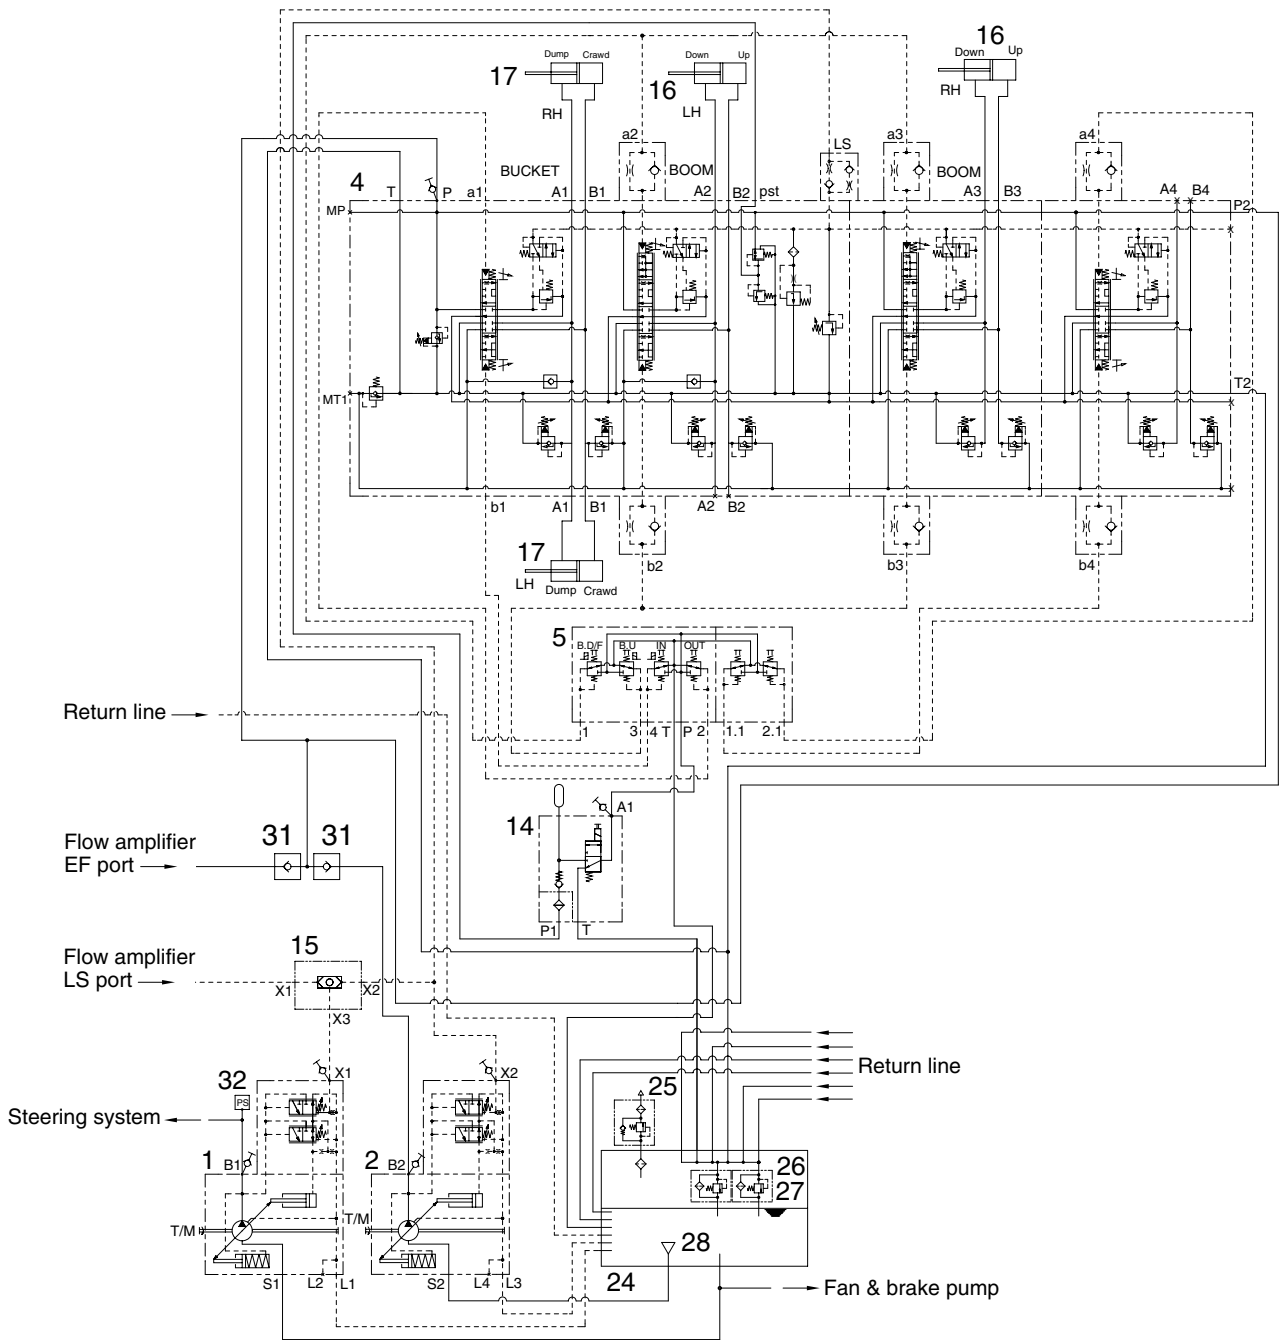 16
Down
Up
RH
17
Dump
Crawd
RH
16
Down
Up
LH
a2
LS
a3
a4
4
T
P
a1
BUCKET
A1
B1
BOOM
A2
B2
pst
BOOM
A3
B3
A4
B4
MP
P2
MT1
T2
b1
A1
B1
A2
B2
b2
b3
b4
17
LH
Dump
Crawd
5
B.D/F
B.U
IN
OUT
1
3
4
T
P
2
1.1
2.1
Return line
14
A1
P1
T
Flow amplifier
EF port
31
31
Flow amplifier
LS port
15
X1
X2
X3
Return line
32
PS
X1
X2
Steering system
25
1
B1
2
B2
T/M
T/M
26
27
28
24
S1
L2
L1
S2
L4
L3
Fan & brake pump